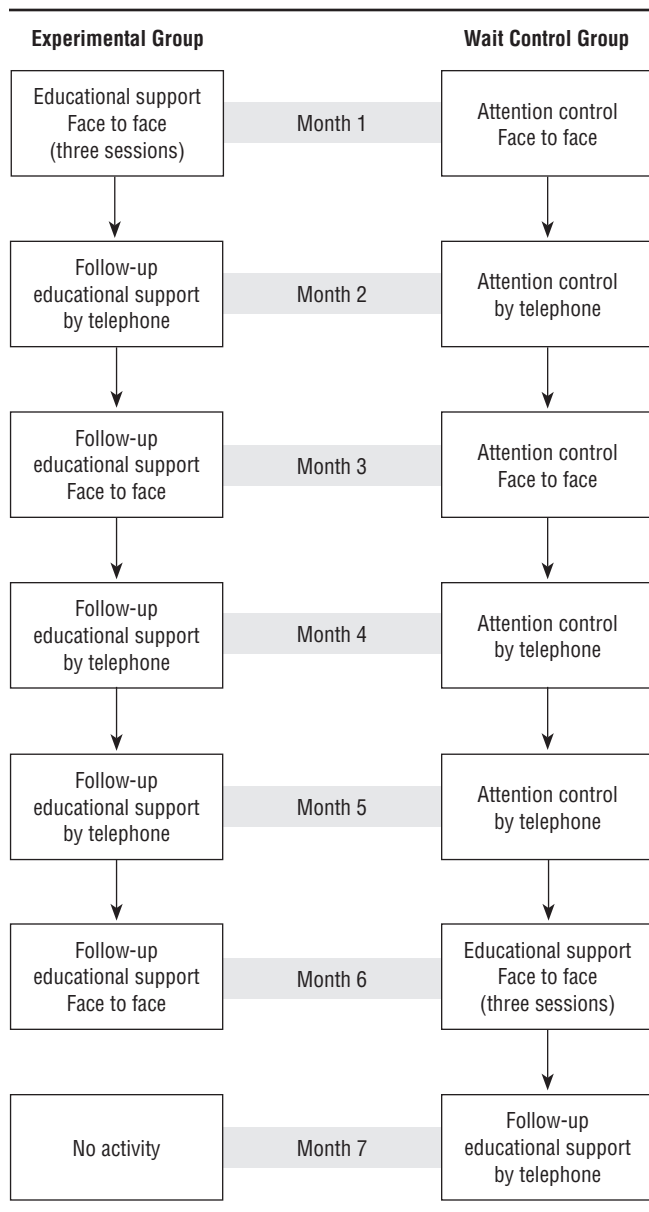 Experimental Group
Wait Control Group
Educational support
Face to face
(three sessions)
Month 1
Attention control
Face to face
Follow-up
educational support
by telephone
Month 2
Attention control
by telephone
Follow-up
educational support
Face to face
Month 3
Attention control
Face to face
Follow-up
educational support
by telephone
Month 4
Attention control
by telephone
Follow-up
educational support
by telephone
Month 5
Attention control
by telephone
Follow-up
educational support
Face to face
Month 6
Educational support
Face to face
(three sessions)
No activity
Month 7
Follow-up
educational support
by telephone